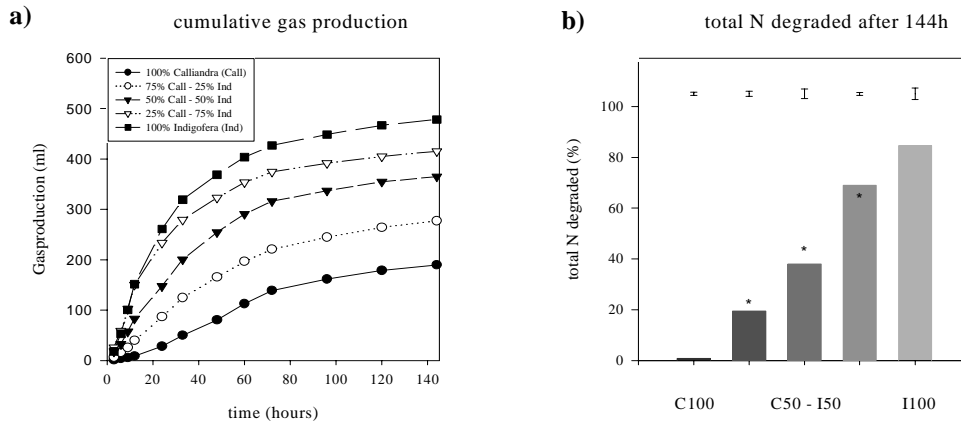 a)
cumulative gas production
600
500
400
300
200
100
0
Gasproduction (ml)
100% Calliandra (Call)
75% Call - 25% Ind
50% Call - 50% Ind
25% Call - 75% Ind
100% Indigofera (Ind)
0 20 40 60 80 100 120 140
time (hours)
b)
total N degraded after 144h
100
80
60
40
20
0
total N degraded (%)
*
*
*
C100 C50 - I50 I100